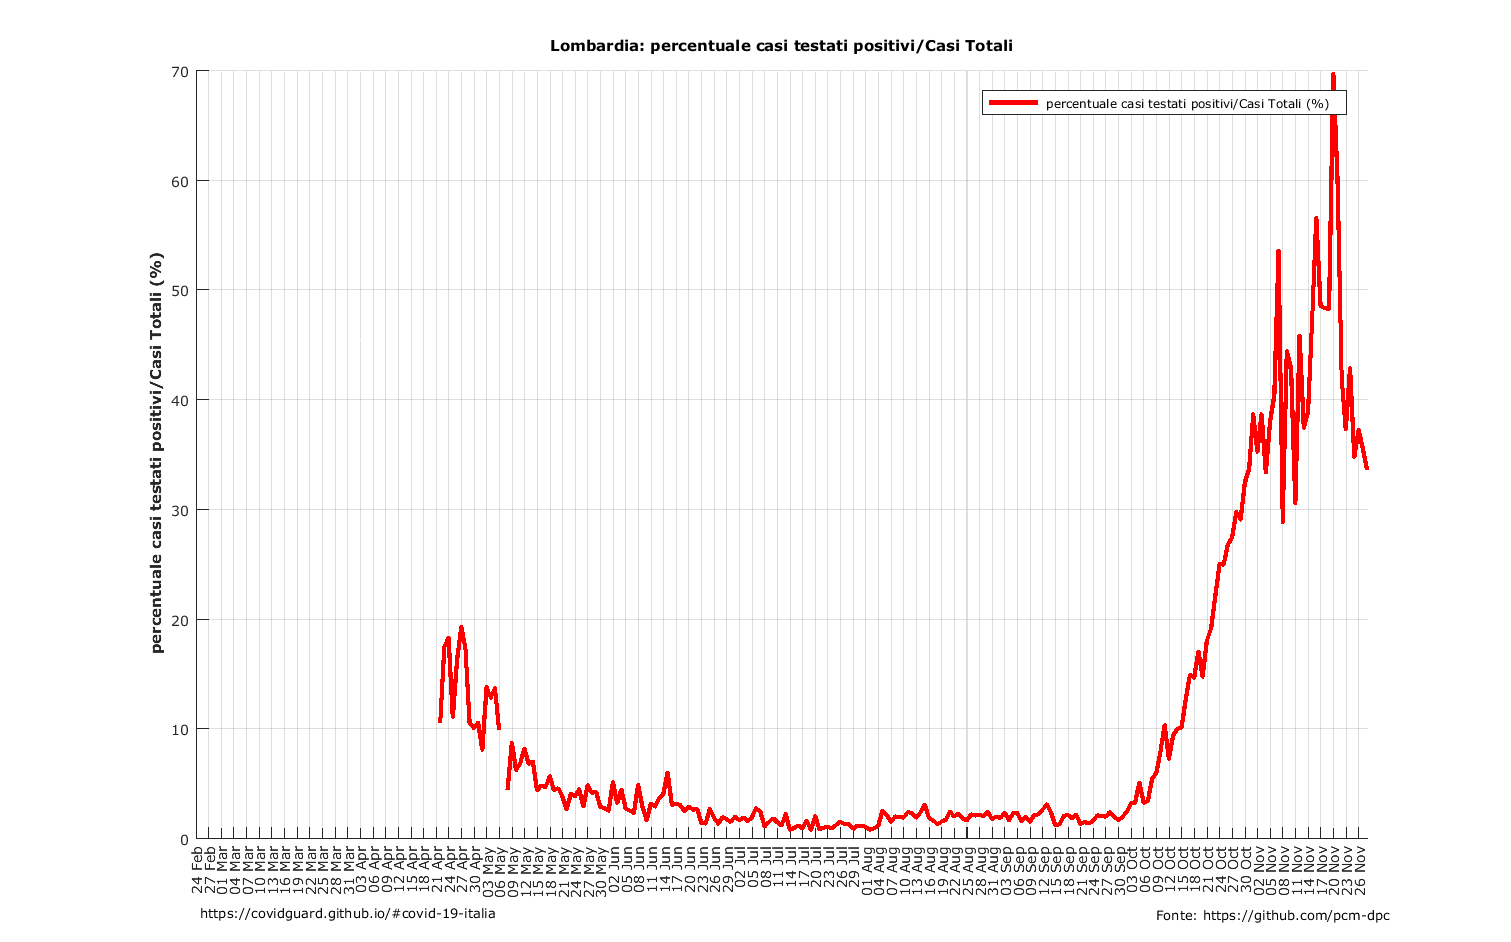 Lombardia: percentuale casi testati positivi/Casi Totali
percentuale casi testati positivi/Casi Totali (%)
percentuale casi testati positivi/Casi Totali (%)
70
60
50
40
30
20
10
0
24 Feb
27 Feb
01 Mar
04 Mar
07 Mar
10 Mar
13 Mar
16 Mar
19 Mar
22 Mar
25 Mar
28 Mar
31 Mar
03 Apr
06 Apr
09 Apr
12 Apr
15 Apr
18 Apr
21 Apr
24 Apr
27 Apr
30 Apr
03 May
06 May
09 May
12 May
15 May
18 May
21 May
24 May
27 May
30 May
02 Jun
05 Jun
08 Jun
11 Jun
14 Jun
17 Jun
20 Jun
23 Jun
26 Jun
29 Jun
02 Jul
05 Jul
08 Jul
11 Jul
14 Jul
17 Jul
20 Jul
23 Jul
26 Jul
29 Jul
01 Aug
04 Aug
07 Aug
10 Aug
13 Aug
16 Aug
19 Aug
22 Aug
25 Aug
28 Aug
31 Aug
03 Sep
06 Sep
09 Sep
12 Sep
15 Sep
18 Sep
21 Sep
24 Sep
27 Sep
30 Sep
03 Oct
06 Oct
09 Oct
12 Oct
15 Oct
18 Oct
21 Oct
24 Oct
27 Oct
30 Oct
02 Nov
05 Nov
08 Nov
11 Nov
14 Nov
17 Nov
20 Nov
23 Nov
26 Nov
https://covidguard.github.io/#covid-19-italia
Fonte: https://github.com/pcm-dpc